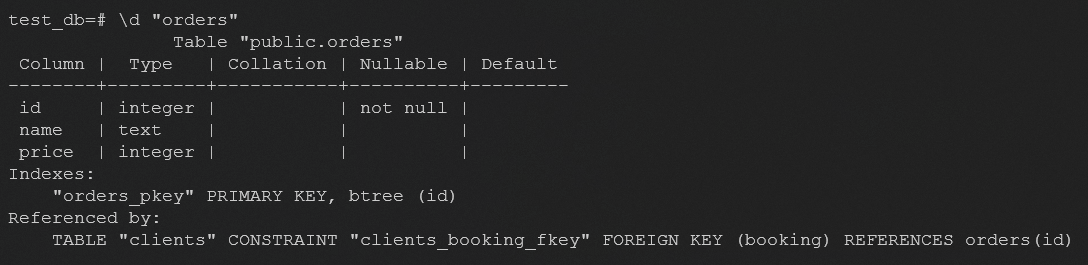 test_db=# \d "orders"
               Table "public.orders"
 Column |  Type   | Collation | Nullable | Default
--------+---------+-----------+----------+---------
 id     | integer |           | not null |
 name   | text    |           |          |
 price  | integer |           |          |
Indexes:
    "orders_pkey" PRIMARY KEY, btree (id)
Referenced by:
    TABLE "clients" CONSTRAINT "clients_booking_fkey" FOREIGN KEY (booking) REFERENCES orders(id)